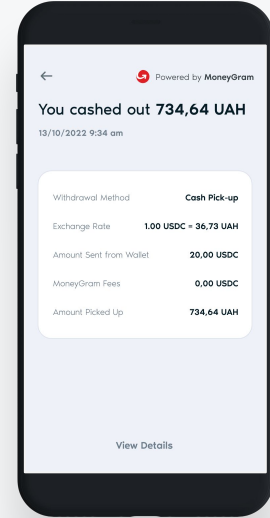 Powered by MoneyGram
You cashed out 734,64 UAH
13/10/2022 9:34 am
Withdrawal Method Cash Pick-up
Exchange Rate 1.00 USDC = 36,73 UAH
Amount Sent from Wallet 20,00 USDC
MoneyGram Fees 0,00 USDC
Amount Picked Up 734,64 UAH
View Details